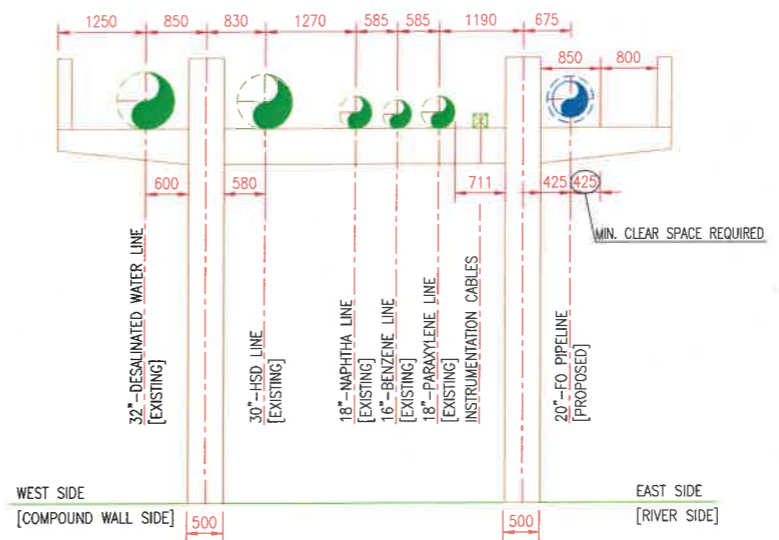 1250 850 830 1270 585 585 1190 675
850 800
600 580 711 425 425
MIN. CLEAR SPACE REQUIRED
32"-DESALINATED WATER LINE
[EXISTING]
30"-HSD LINE
[EXISTING]
18"-NAPHTHA LINE
[EXISTING]
16"-BENZENE LINE
[EXISTING]
18"-PARAXYLENE LINE
[EXISTING]
INSTRUMENTATION CABLES
20"-FO PIPELINE
[PROPOSED]
WEST SIDE
[COMPOUND WALL SIDE]
500
500
EAST SIDE
[RIVER SIDE]